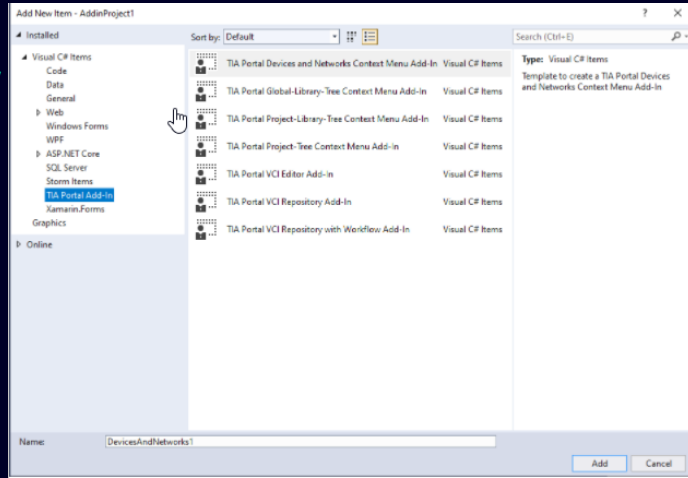 Add New Item - AddinProject1
? ×
Installed
Sort by: Default
Search (Ctrl+E)
Visual C# Items
Code
Data
General
Web
Windows Forms
WPF
ASP.NET Core
SQL Server
Storm Items
TIA Portal Add-In
Xamarin.Forms
Graphics
Online
TIA Portal Devices and Networks Context Menu Add-In Visual C# Items
TIA Portal Global-Library-Tree Context Menu Add-In Visual C# Items
TIA Portal Project-Library-Tree Context Menu Add-In Visual C# Items
TIA Portal Project-Tree Context Menu Add-In Visual C# Items
TIA Portal VCI Editor Add-In Visual C# Items
TIA Portal VCI Repository Add-In Visual C# Items
TIA Portal VCI Repository with Workflow Add-In Visual C# Items
Type: Visual C# Items
Template to create a TIA Portal Devices
and Networks Context Menu Add-In
Name: DevicesAndNetworks1
Add Cancel